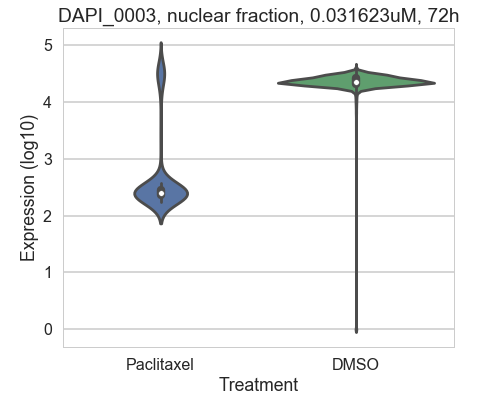 DAPI_0003, nuclear fraction, 0.031623uM, 72h
Expression (log10)
5
4
3
2
1
0
Paclitaxel DMSO
Treatment